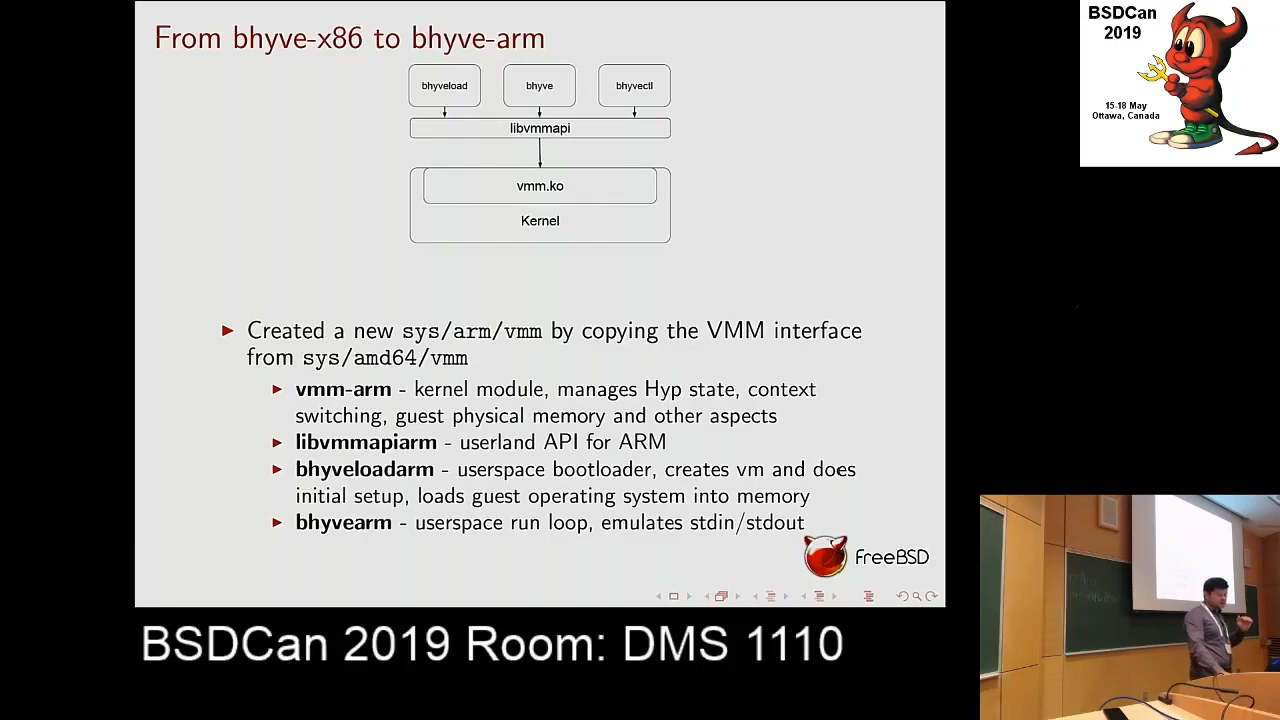 From bhyve-x86 to bhyve-arm
bhyveload
bhyve
bhyvectl
libvmmapi
vmm.ko
Kernel
► Created a new sys/arm/vmm by copying the VMM interface
from sys/amd64/vmm
► vmm-arm - kernel module, manages Hyp state, context
switching, guest physical memory and other aspects
► libvmmapiarm - userland API for ARM
► bhyveloadarm - userspace bootloader, creates vm and does
initial setup, loads guest operating system into memory
► bhyvearm - userspace run loop, emulates stdin/stdout
FreeBSD
BSDCan
2019
15-18 May
Ottawa, Canada
BSDCan 2019 Room: DMS 1110